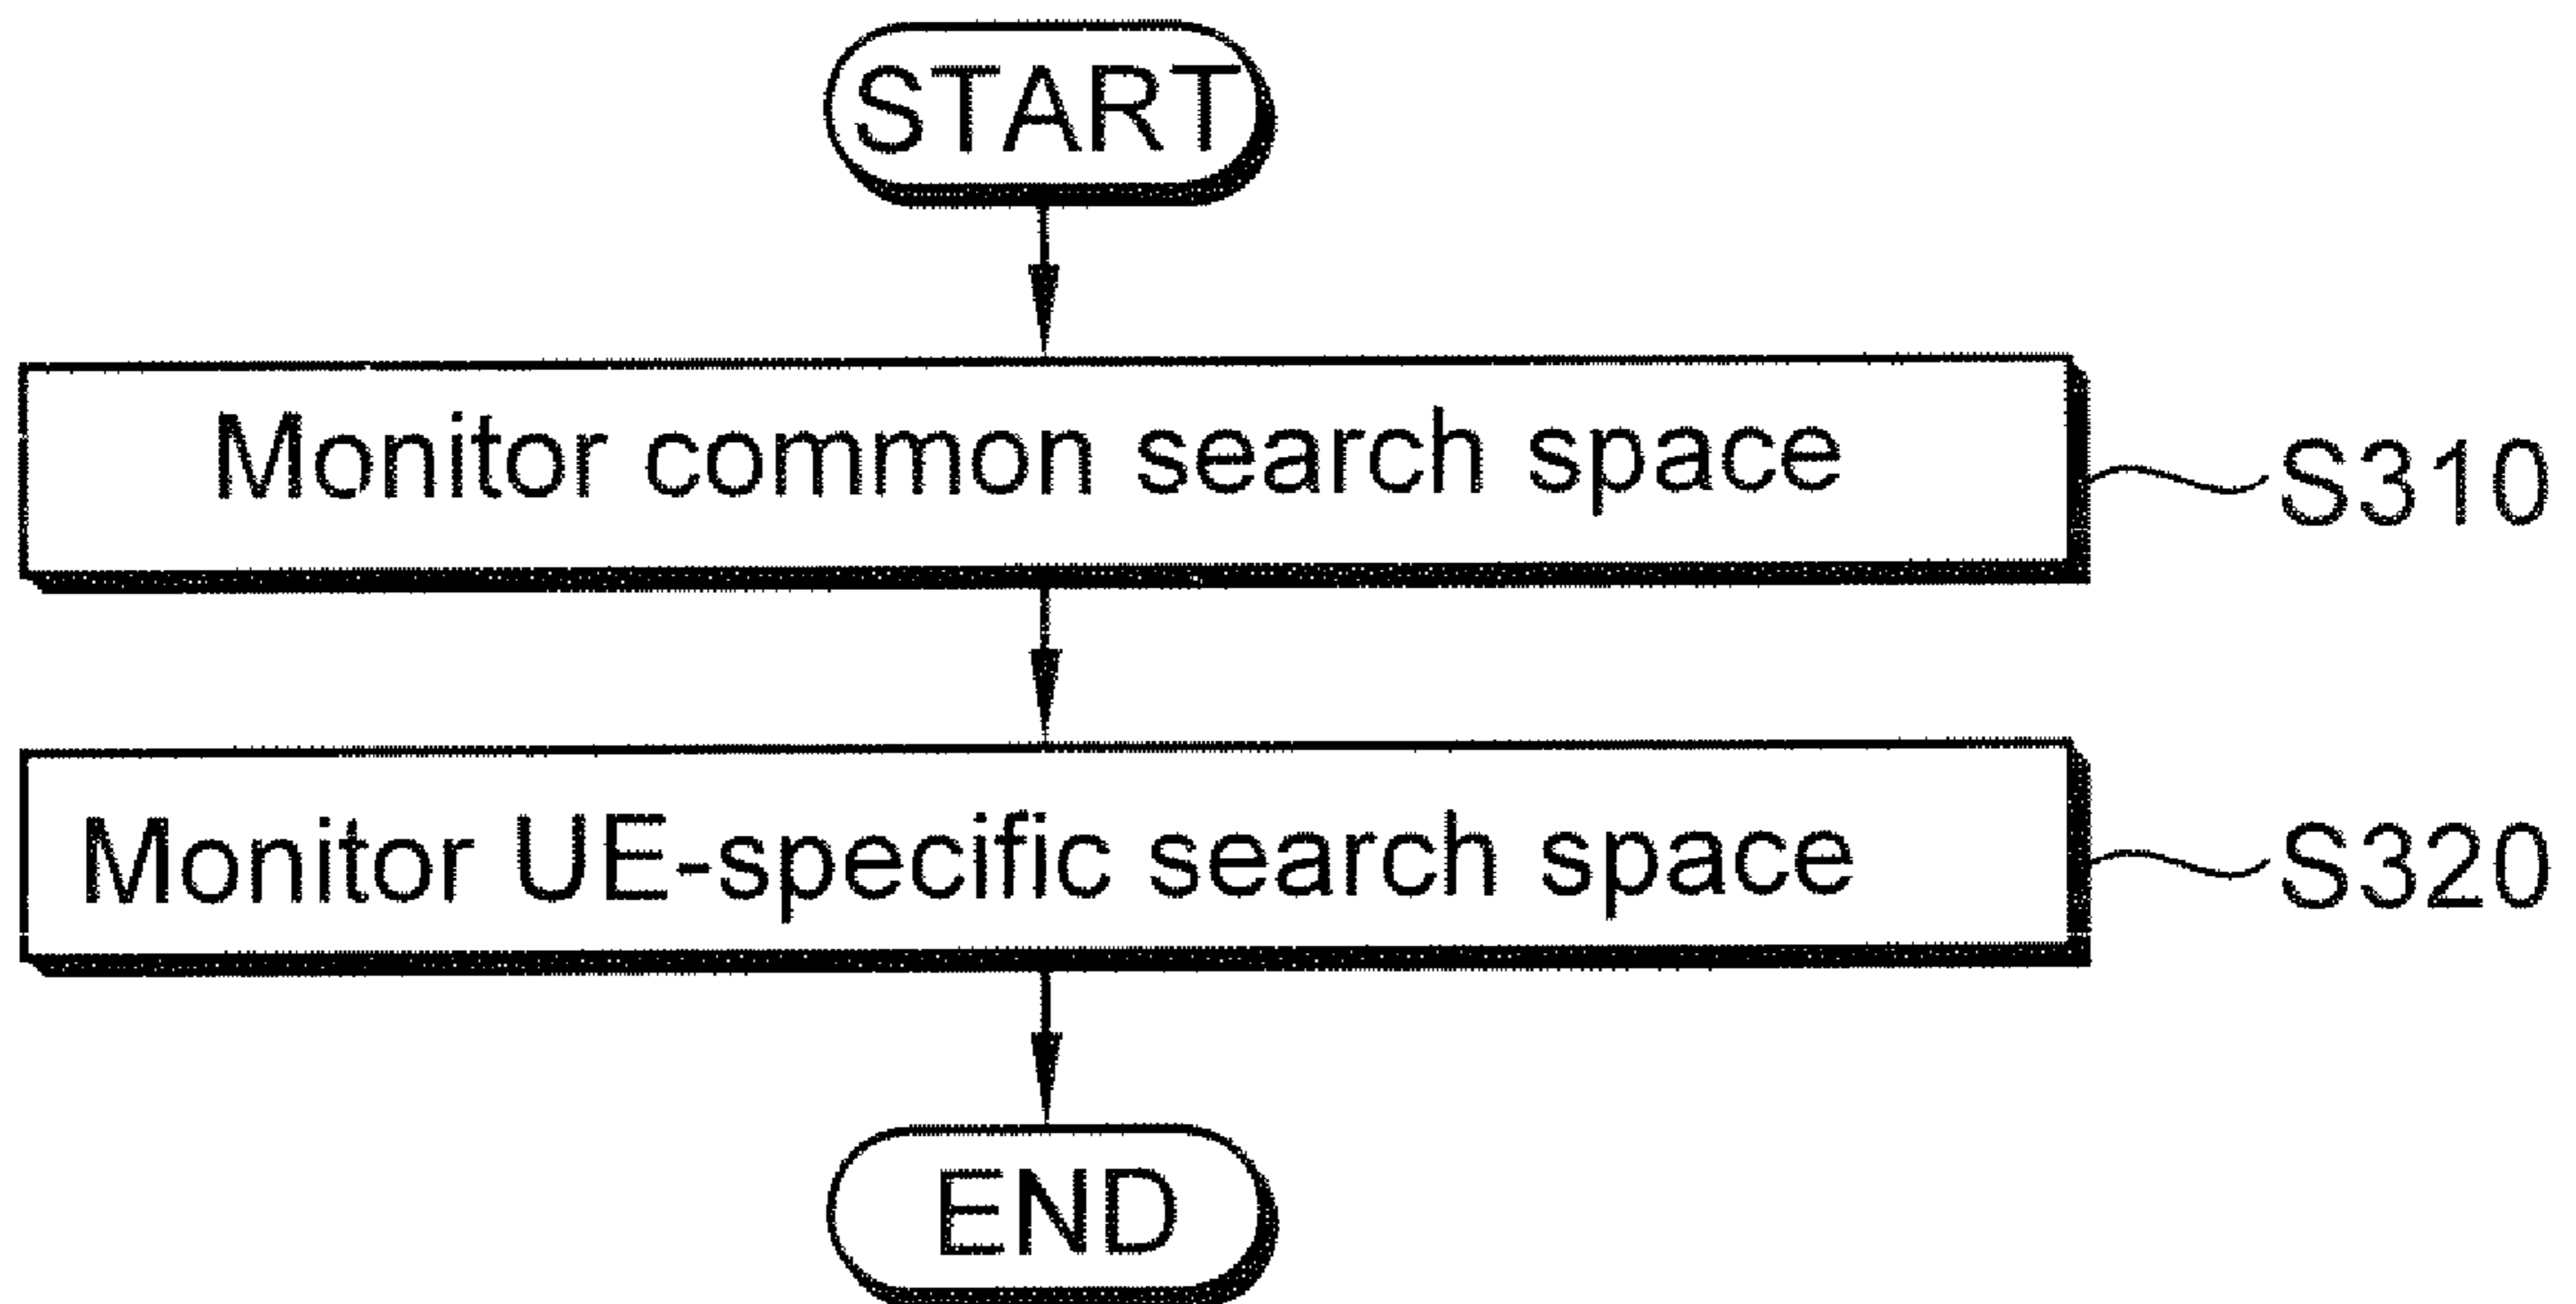 START
Monitor common search space
S310
Monitor UE-specific search space
S320
END